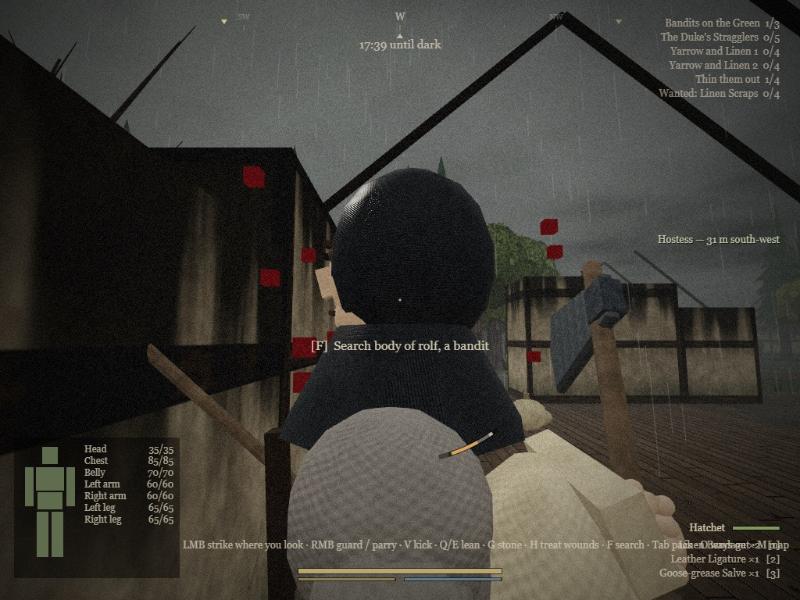 SW
W
NW
17:39 until dark
Bandits on the Green 1/3
The Duke's Stragglers 0/5
Yarrow and Linen 1 0/4
Yarrow and Linen 2 0/4
Thin them out 1/4
Wanted: Linen Scraps 0/4
Hostess — 31 m south-west
[F] Search body of rolf, a bandit
Head 35/35
Chest 85/85
Belly 70/70
Left arm 60/60
Right arm 60/60
Left leg 65/65
Right leg 65/65
Hatchet
LMB strike where you look · RMB guard / parry · V kick · Q/E lean · G stone · H treat wounds · F search · Tab pack · M map
Leather Ligature ×1 [2]
Goose-grease Salve ×1 [3]